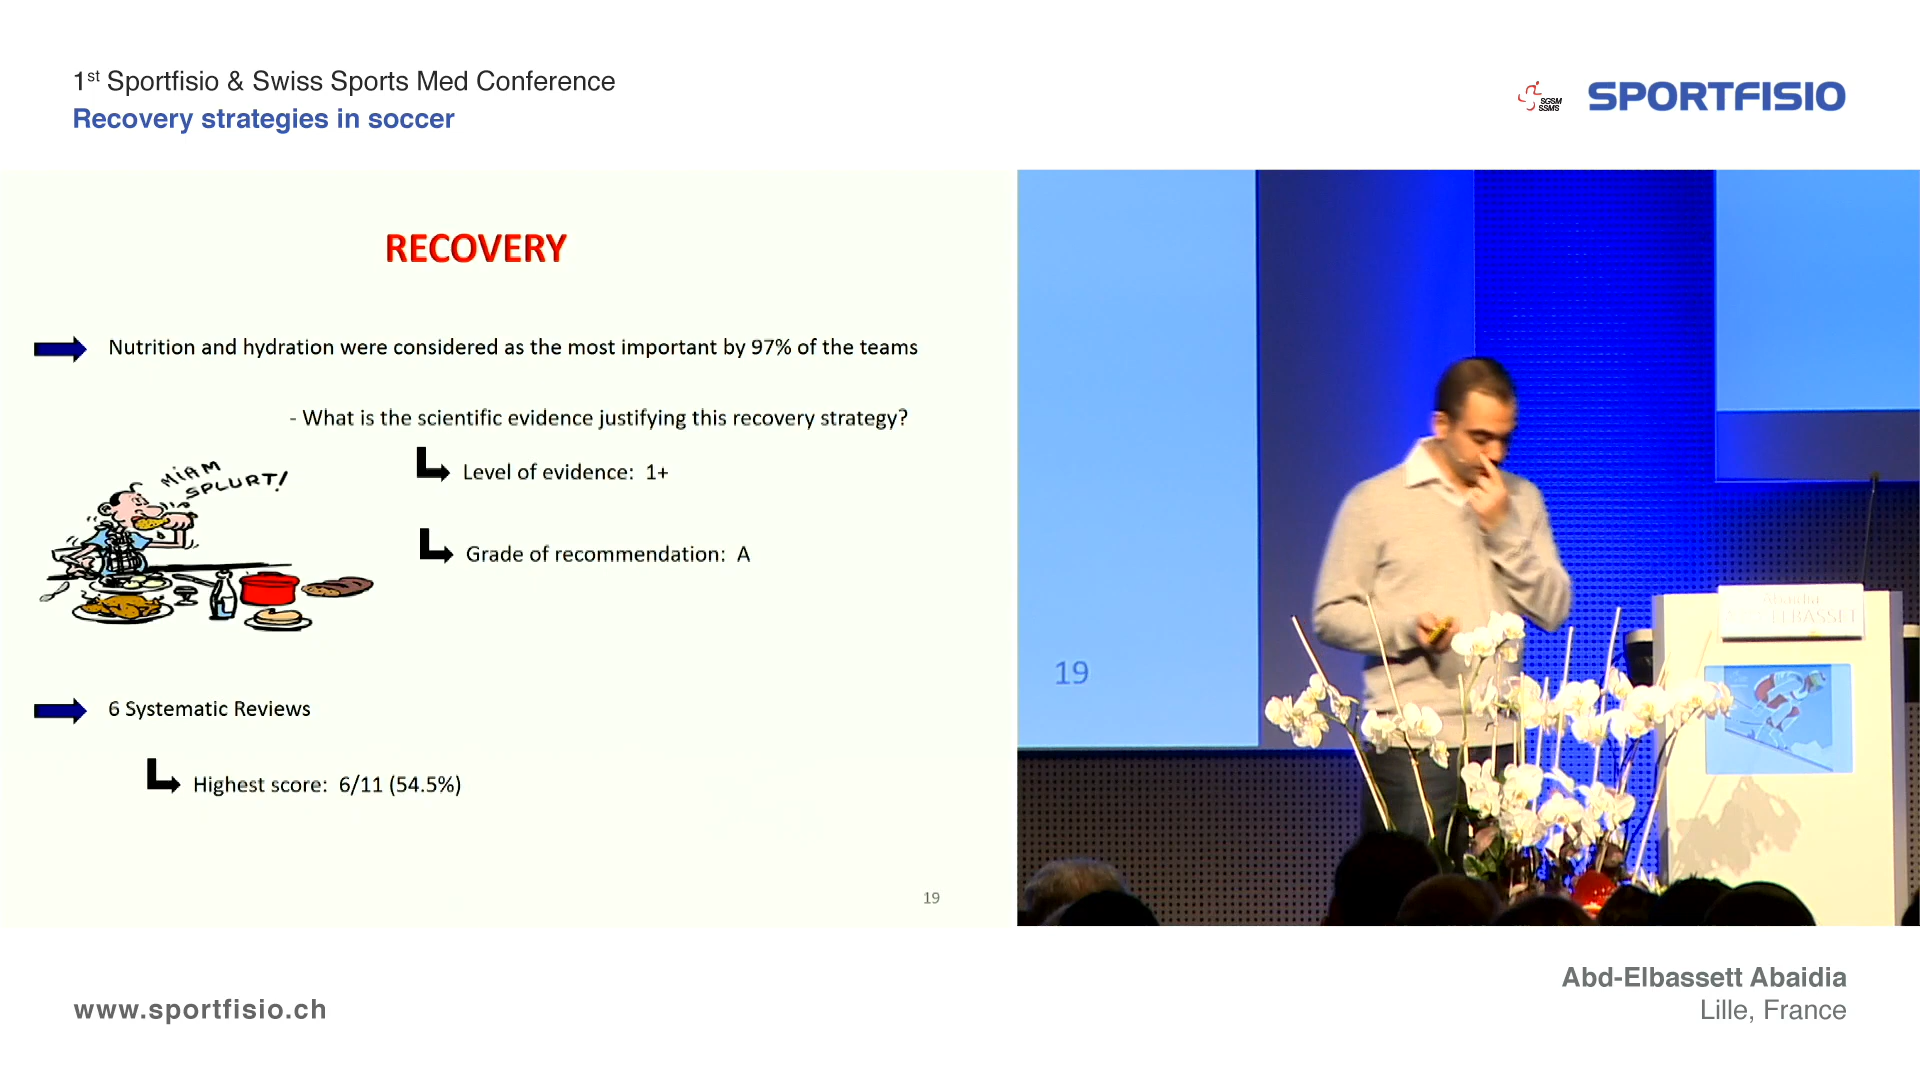 1st Sportfisio & Swiss Sports Med Conference
Recovery strategies in soccer
SGSM
SSMS
SPORTFISIO
RECOVERY
Nutrition and hydration were considered as the most important by 97% of the teams
- What is the scientific evidence justifying this recovery strategy?
Level of evidence: 1+
Grade of recommendation: A
MIAM
SPLURT!
6 Systematic Reviews
Highest score: 6/11 (54.5%)
19
19
Abaidia
Abd-Elbassett Abaidia
Lille, France
www.sportfisio.ch